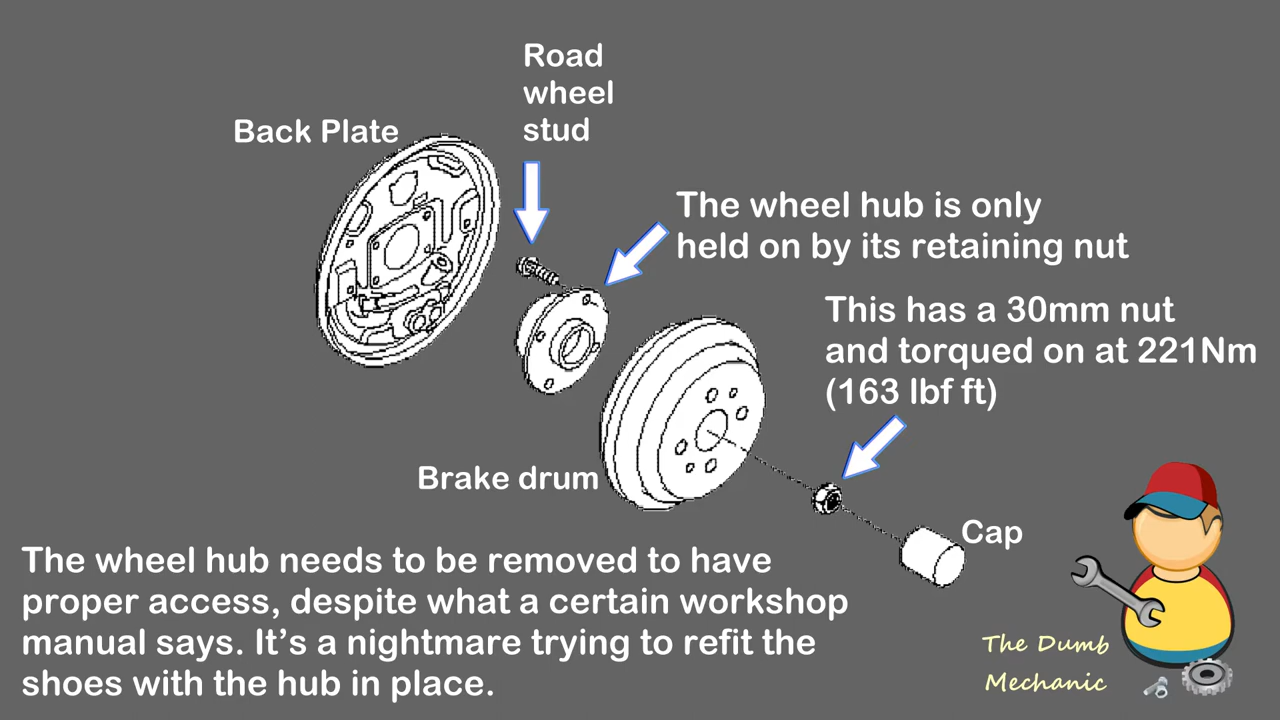 Road
wheel
stud
Back Plate
The wheel hub is only
held on by its retaining nut
This has a 30mm nut
and torqued on at 221Nm
(163 lbf ft)
Brake drum
Cap
The wheel hub needs to be removed to have
proper access, despite what a certain workshop
manual says. It’s a nightmare trying to refit the
shoes with the hub in place.
The Dumb
Mechanic